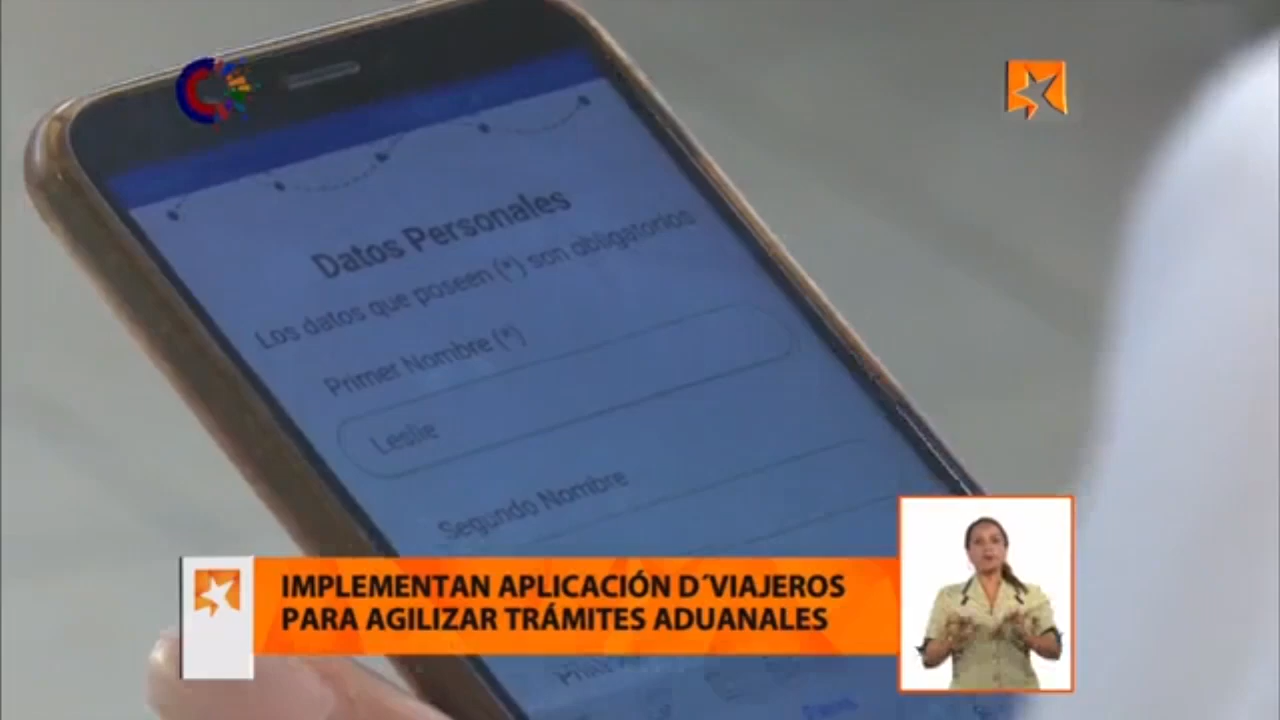 Datos Personales
Los datos que poseen (*) son obligatorios
Primer Nombre (*)
Leslie
Segundo Nombre
IMPLEMENTAN APLICACIÓN D´VIAJEROS
PARA AGILIZAR TRÁMITES ADUANALES